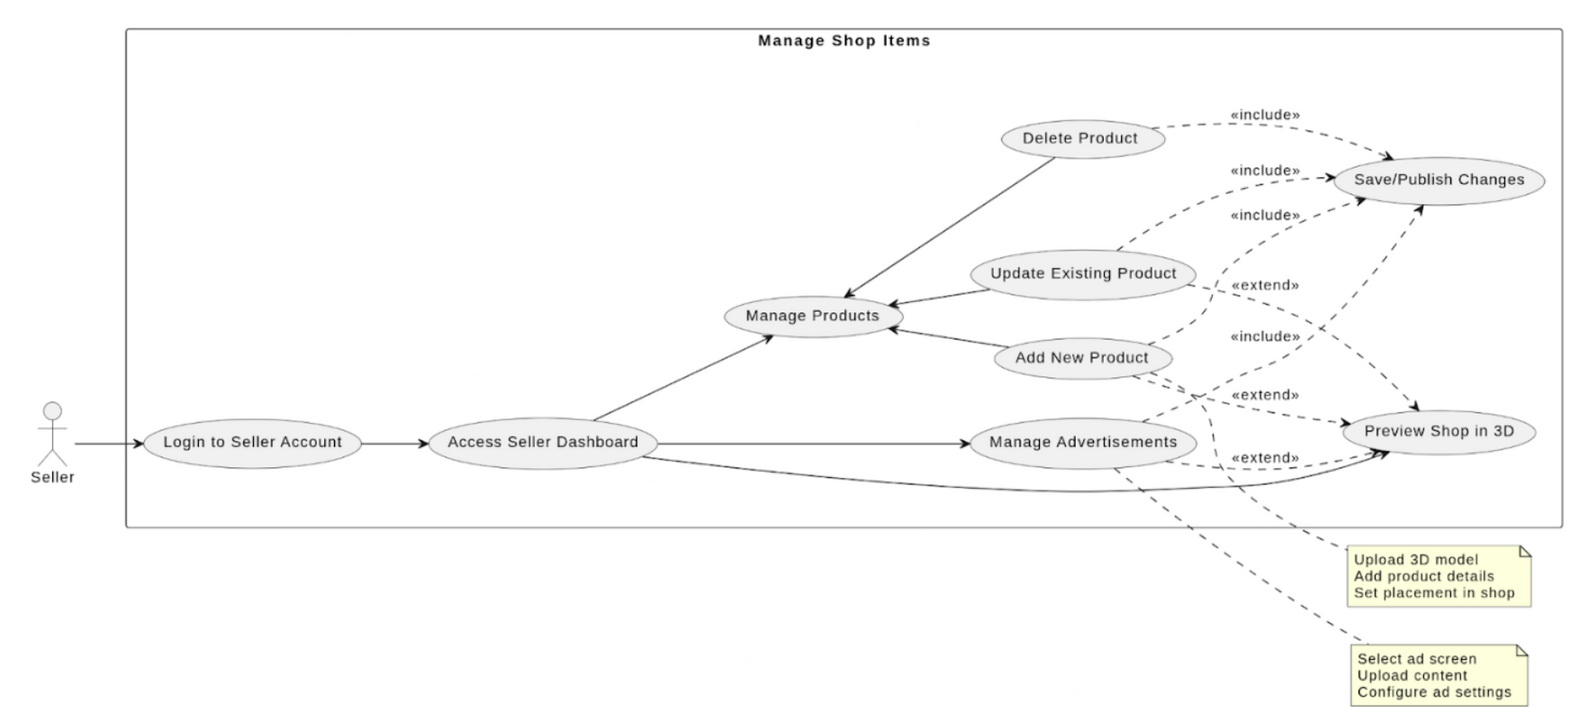 Manage Shop Items
Delete Product
«include»
Save/Publish Changes
«include»
«include»
Update Existing Product
«extend»
Manage Products
«include»
Add New Product
«extend»
Seller
Login to Seller Account
Access Seller Dashboard
Manage Advertisements
Preview Shop in 3D
«extend»
Upload 3D model
Add product details
Set placement in shop
Select ad screen
Upload content
Configure ad settings